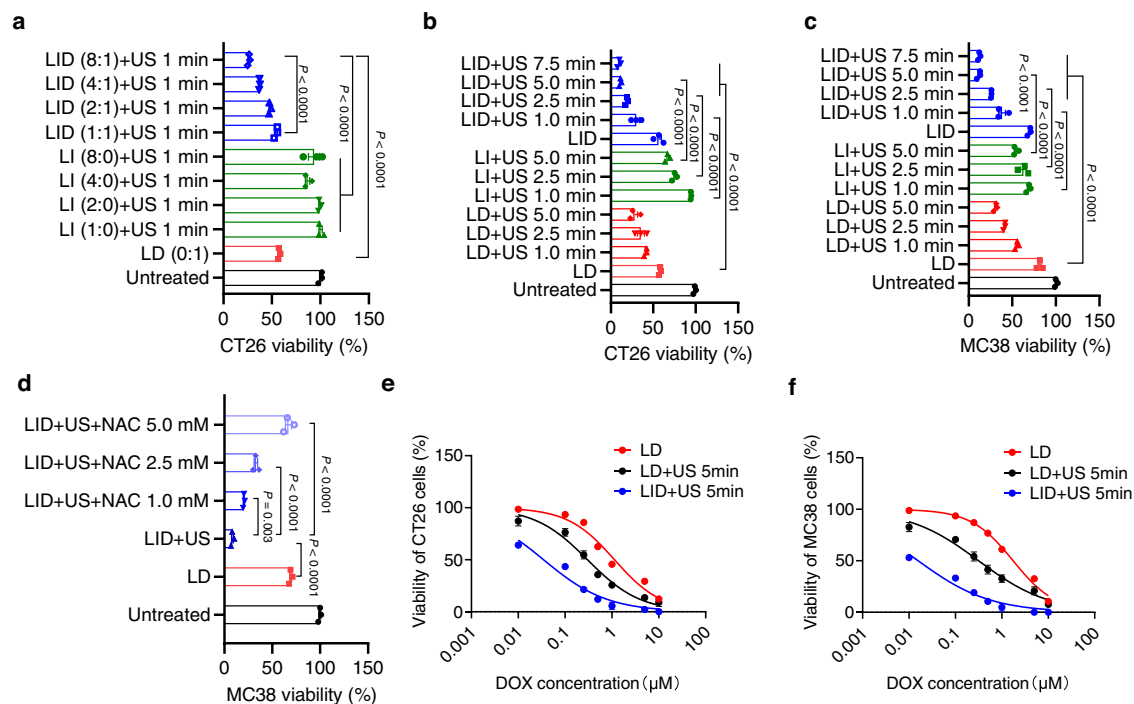 a
LID (8:1)+US 1 min
LID (4:1)+US 1 min
LID (2:1)+US 1 min
LID (1:1)+US 1 min
LI (8:0)+US 1 min
LI (4:0)+US 1 min
LI (2:0)+US 1 min
LI (1:0)+US 1 min
LD (0:1)
Untreated
P < 0.0001
P < 0.0001
P < 0.0001
0 50 100 150
CT26 viability (%)
b
LID+US 7.5 min
LID+US 5.0 min
LID+US 2.5 min
LID+US 1.0 min
LID
LI+US 5.0 min
LI+US 2.5 min
LI+US 1.0 min
LD+US 5.0 min
LD+US 2.5 min
LD+US 1.0 min
LD
Untreated
P < 0.0001
P < 0.0001
P < 0.0001
P < 0.0001
0 50 100 150
CT26 viability (%)
c
LID+US 7.5 min
LID+US 5.0 min
LID+US 2.5 min
LID+US 1.0 min
LID
LI+US 5.0 min
LI+US 2.5 min
LI+US 1.0 min
LD+US 5.0 min
LD+US 2.5 min
LD+US 1.0 min
LD
Untreated
P < 0.0001
P < 0.0001
P < 0.0001
P < 0.0001
0 50 100 150
MC38 viability (%)
d
LID+US+NAC 5.0 mM
LID+US+NAC 2.5 mM
LID+US+NAC 1.0 mM
LID+US
LD
Untreated
P = 0.003
P < 0.0001
P < 0.0001
P < 0.0001
0 50 100 150
MC38 viability (%)
e
Viability of CT26 cells (%)
150
100
50
0
LD
LD+US 5min
LID+US 5min
0.001 0.01 0.1 1 10 100
DOX concentration (μM)
f
Viability of MC38 cells (%)
150
100
50
0
LD
LD+US 5min
LID+US 5min
0.001 0.01 0.1 1 10 100
DOX concentration (μM)